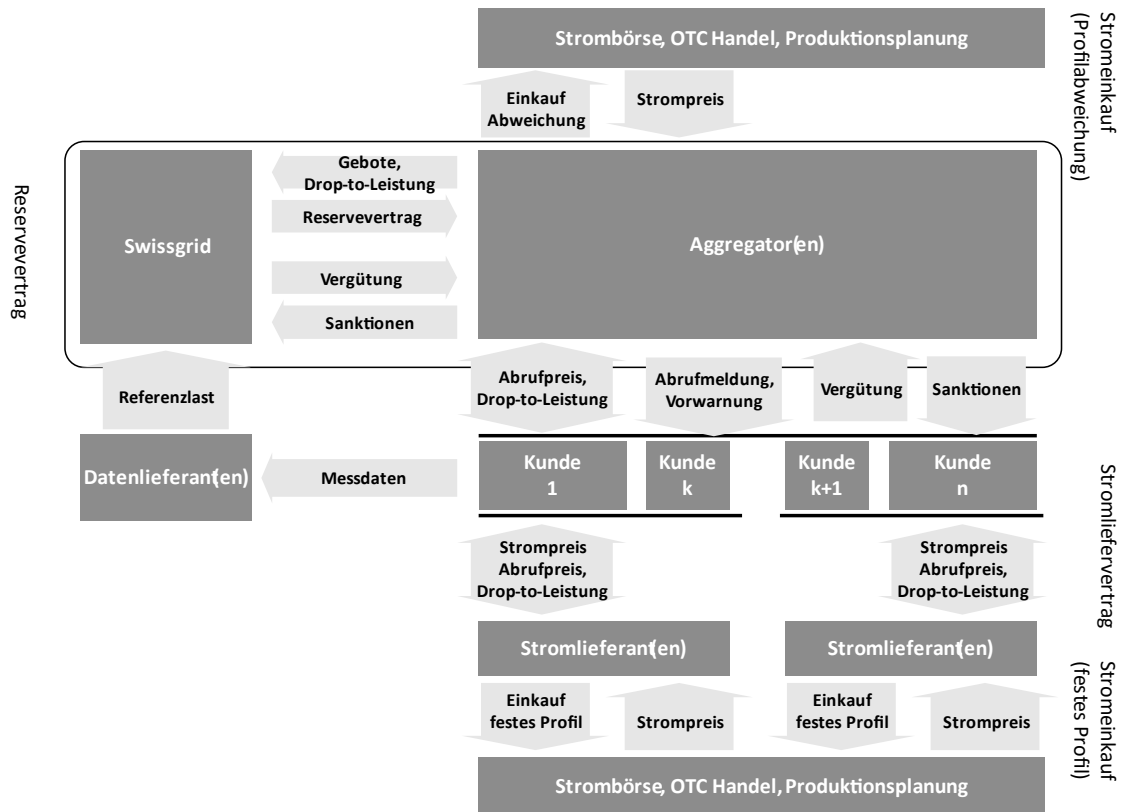 Strombörse, OTC Handel, Produktionsplanung
Stromeinkauf
(Profilabweichung)
Einkauf
Abweichung
Strompreis
Reservevertrag
Swissgrid
Gebote,
Drop-to-Leistung
Reservevertrag
Vergütung
Sanktionen
Aggregator(en)
Referenzlast
Abrufpreis,
Drop-to-Leistung
Abrufmeldung,
Vorwarnung
Vergütung
Sanktionen
Datenlieferant(en)
Messdaten
Kunde
1
Kunde
k
Kunde
k+1
Kunde
n
Stromliefervertrag
Strompreis
Abrufpreis,
Drop-to-Leistung
Strompreis
Abrufpreis,
Drop-to-Leistung
Stromlieferant(en)
Stromlieferant(en)
Stromeinkauf
(festes Profil)
Einkauf
festes Profil
Strompreis
Einkauf
festes Profil
Strompreis
Strombörse, OTC Handel, Produktionsplanung